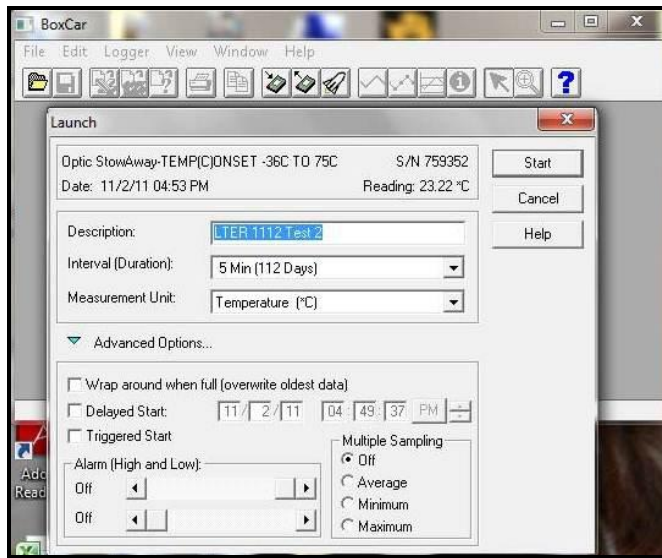 BoxCar
File Edit Logger View Window Help
Launch
Optic StowAway-TEMP(C)ONSET -36C TO 75C S/N 759352
Date: 11/2/11 04:53 PM Reading: 23.22 °C
Start
Cancel
Help
Description: LTER 1112 Test 2
Interval (Duration): 5 Min (112 Days)
Measurement Unit: Temperature (°C)
Advanced Options...
Wrap around when full (overwrite oldest data)
Delayed Start: 11/ 2/11 04:49:37 PM
Triggered Start
Multiple Sampling
Off
Average
Minimum
Maximum
Alarm (High and Low):
Off
Off
Ado
Read